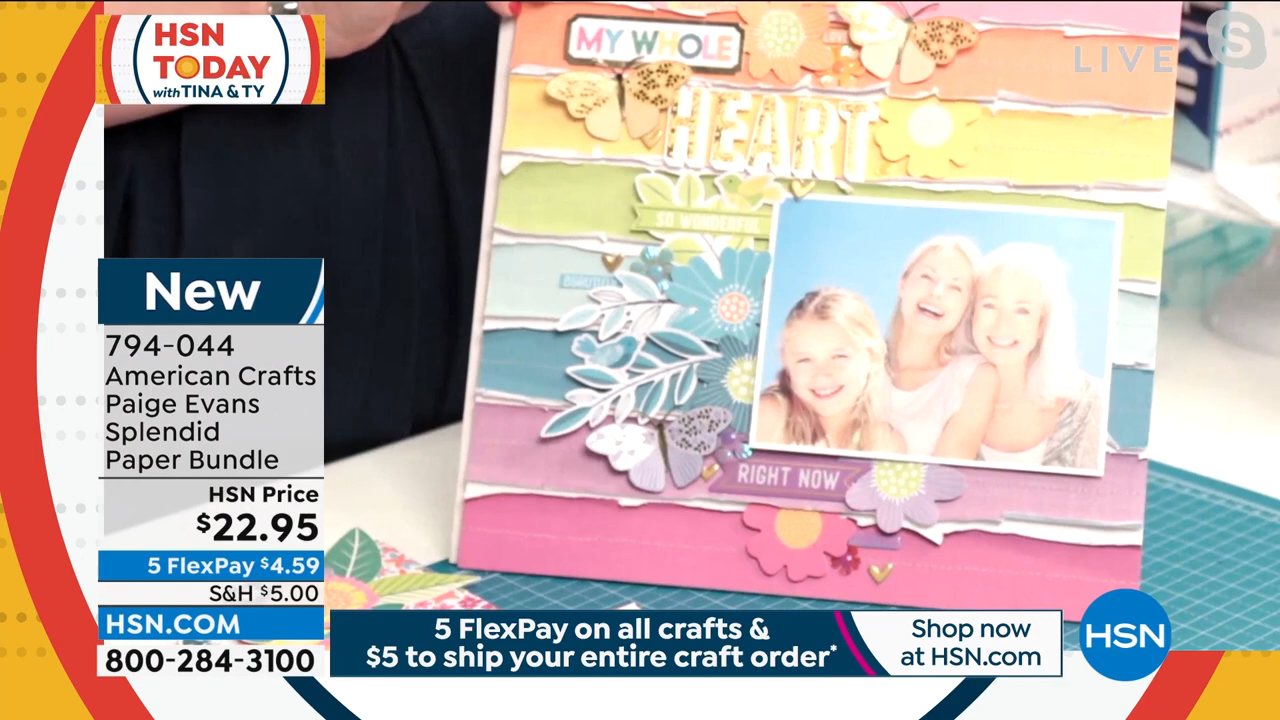 HSN
TODAY
with TINA & TY
MY WHOLE
HEART
SO WONDERFUL
RIGHT NOW
LIVE
S
New
794-044
American Crafts
Paige Evans
Splendid
Paper Bundle
HSN Price
$22.95
5 FlexPay $4.59
S&H $5.00
HSN.COM
800-284-3100
5 FlexPay on all crafts &
$5 to ship your entire craft order*
Shop now
at HSN.com
HSN